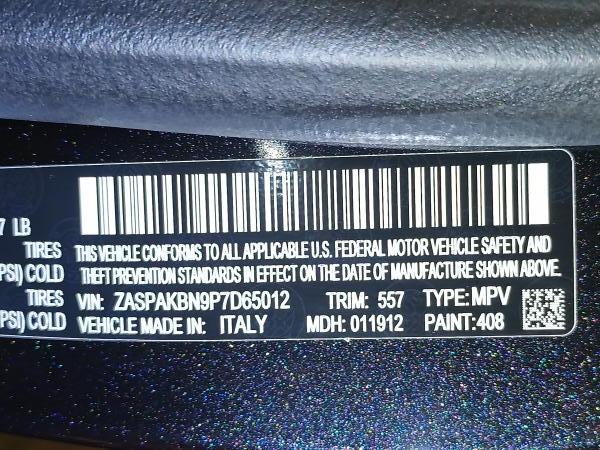 7 LB
TIRES THIS VEHICLE CONFORMS TO ALL APPLICABLE U.S. FEDERAL MOTOR VEHICLE SAFETY AND
PSI) COLD THEFT PREVENTION STANDARDS IN EFFECT ON THE DATE OF MANUFACTURE SHOWN ABOVE.
TIRES VIN: ZASPAKBN9P7D65012 TRIM: 557 TYPE: MPV
PSI) COLD VEHICLE MADE IN: ITALY MDH: 011912 PAINT: 408